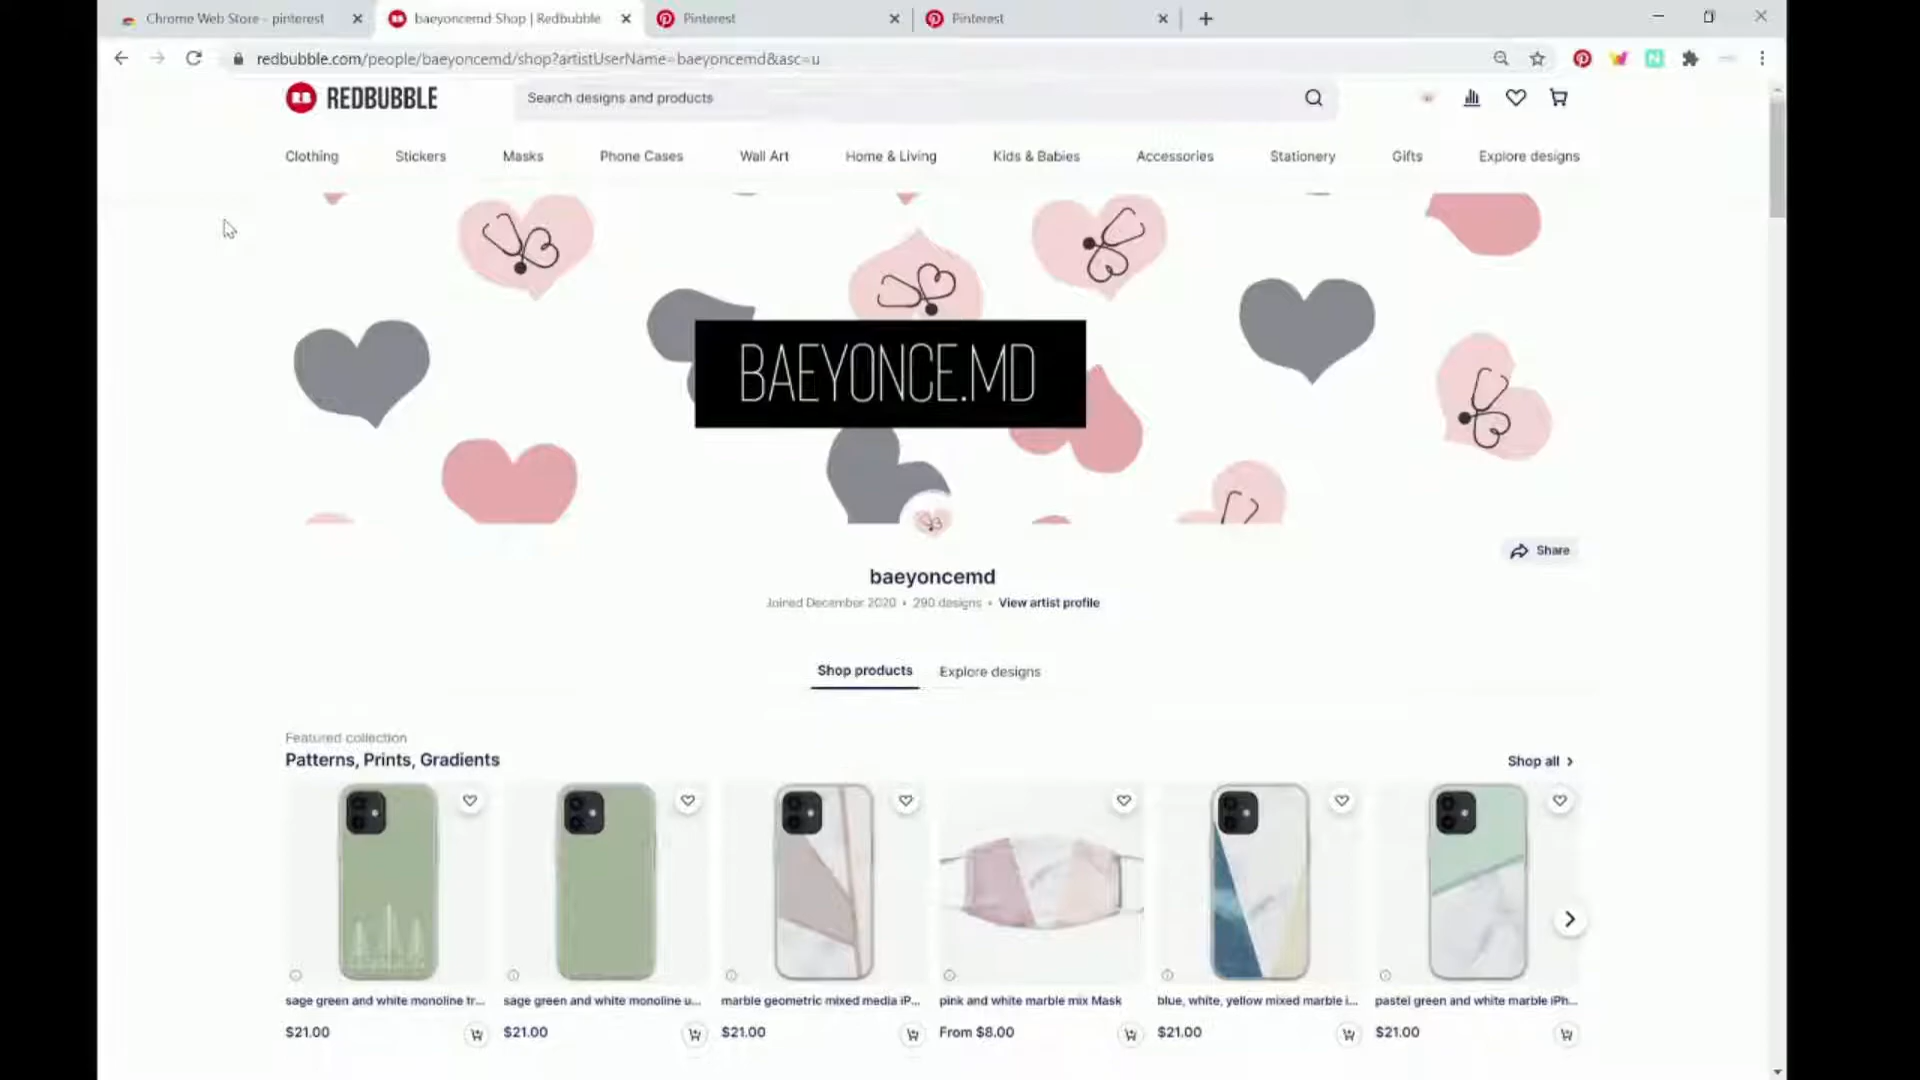 Chrome Web Store - pinterest
baeyoncemd Shop | Redbubble
Pinterest
Pinterest
redbubble.com/people/baeyoncemd/shop?artistUserName=baeyoncemd&asc=u
REDBUBBLE
Search designs and products
Clothing
Stickers
Masks
Phone Cases
Wall Art
Home & Living
Kids & Babies
Accessories
Stationery
Gifts
Explore designs
BAEYONCE.MD
Share
baeyoncemd
Joined December 2020 • 290 designs • View artist profile
Shop products
Explore designs
Featured collection
Patterns, Prints, Gradients
Shop all
sage green and white monoline tr...
sage green and white monoline u...
marble geometric mixed media iP...
pink and white marble mix Mask
blue, white, yellow mixed marble i...
pastel green and white marble iPh...
$21.00
$21.00
$21.00
From $8.00
$21.00
$21.00